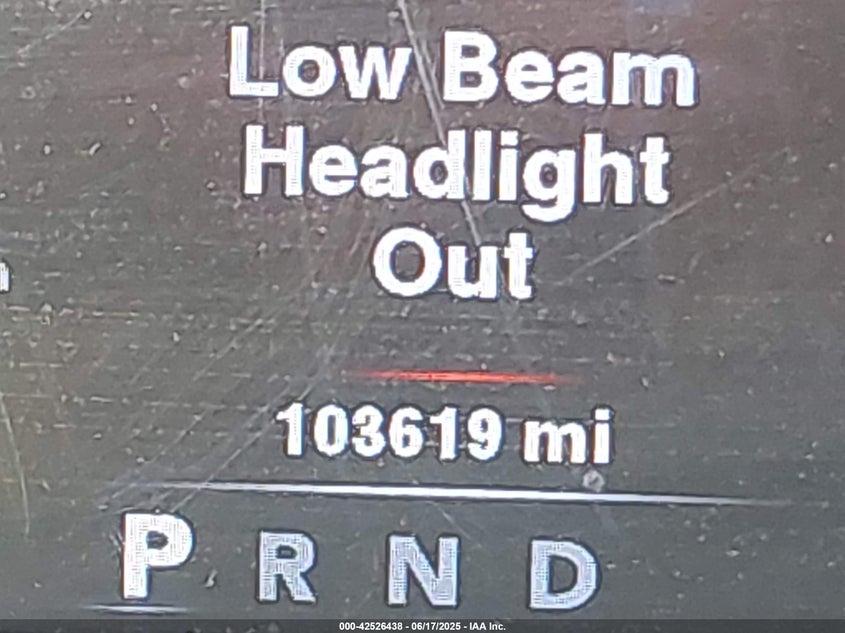 Low Beam
Headlight
Out
103619 mi
P R N D
000-42526438 - 06/17/2025 - IAA Inc.